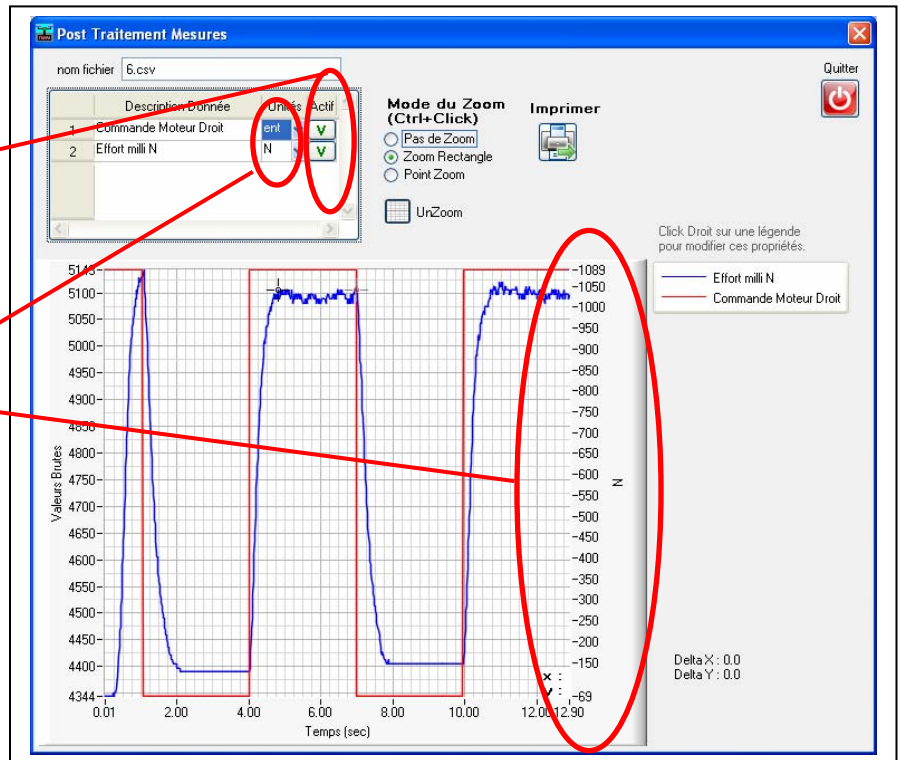 Post Traitement Mesures
nom fichier 6.csv
Quitter
Description Donnée Unités Actif
1 Commande Moteur Droit ent V
2 Effort milli N N V
Mode du Zoom
(Ctrl+Click)
Pas de Zoom
Zoom Rectangle
Point Zoom
UnZoom
Imprimer
Click Droit sur une légende
pour modifier ces propriétés.
Effort milli N
Commande Moteur Droit
5143
5100
5050
5000
4950
4900
4850
4800
4750
4700
4650
4600
4550
4500
4450
4400
4344
Valeurs Brutes
1089
1050
1000
950
900
850
800
750
700
650
600
550
500
450
400
350
300
250
200
150
69
N
x :
y :
0.01 2.00 4.00 6.00 8.00 10.00 12.00 12.90
Temps (sec)
Delta X : 0.0
Delta Y : 0.0